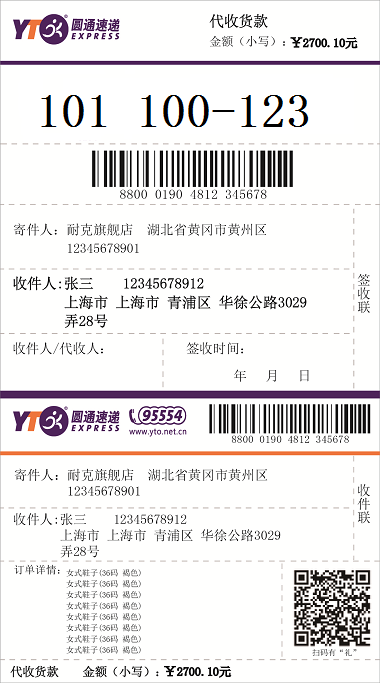 YTO 圆通速递
EXPRESS
代收货款
金额（小写）：￥2700.10元
101 100-123
8800 0190 4812 345678
寄件人：耐克旗舰店 湖北省黄冈市黄州区
12345678901
收件人:张三 12345678912
上海市 上海市 青浦区 华徐公路3029
弄28号
签收联
收件人/代收人：
签收时间：
年 月 日
YTO 圆通速递
EXPRESS
95554
www.yto.net.cn
8800 0190 4812 345678
寄件人：耐克旗舰店 湖北省黄冈市黄州区
12345678901
收件人:张三 12345678912
上海市 上海市 青浦区 华徐公路3029
弄28号
收件联
订单详情：
女式鞋子(36码 褐色)
女式鞋子(36码 褐色)
女式鞋子(36码 褐色)
女式鞋子(36码 褐色)
女式鞋子(36码 褐色)
女式鞋子(36码 褐色)
女式鞋子(36码 褐色)
女式鞋子(36码 褐色)
扫码有“礼”
代收货款 金额（小写）：￥2700.10元